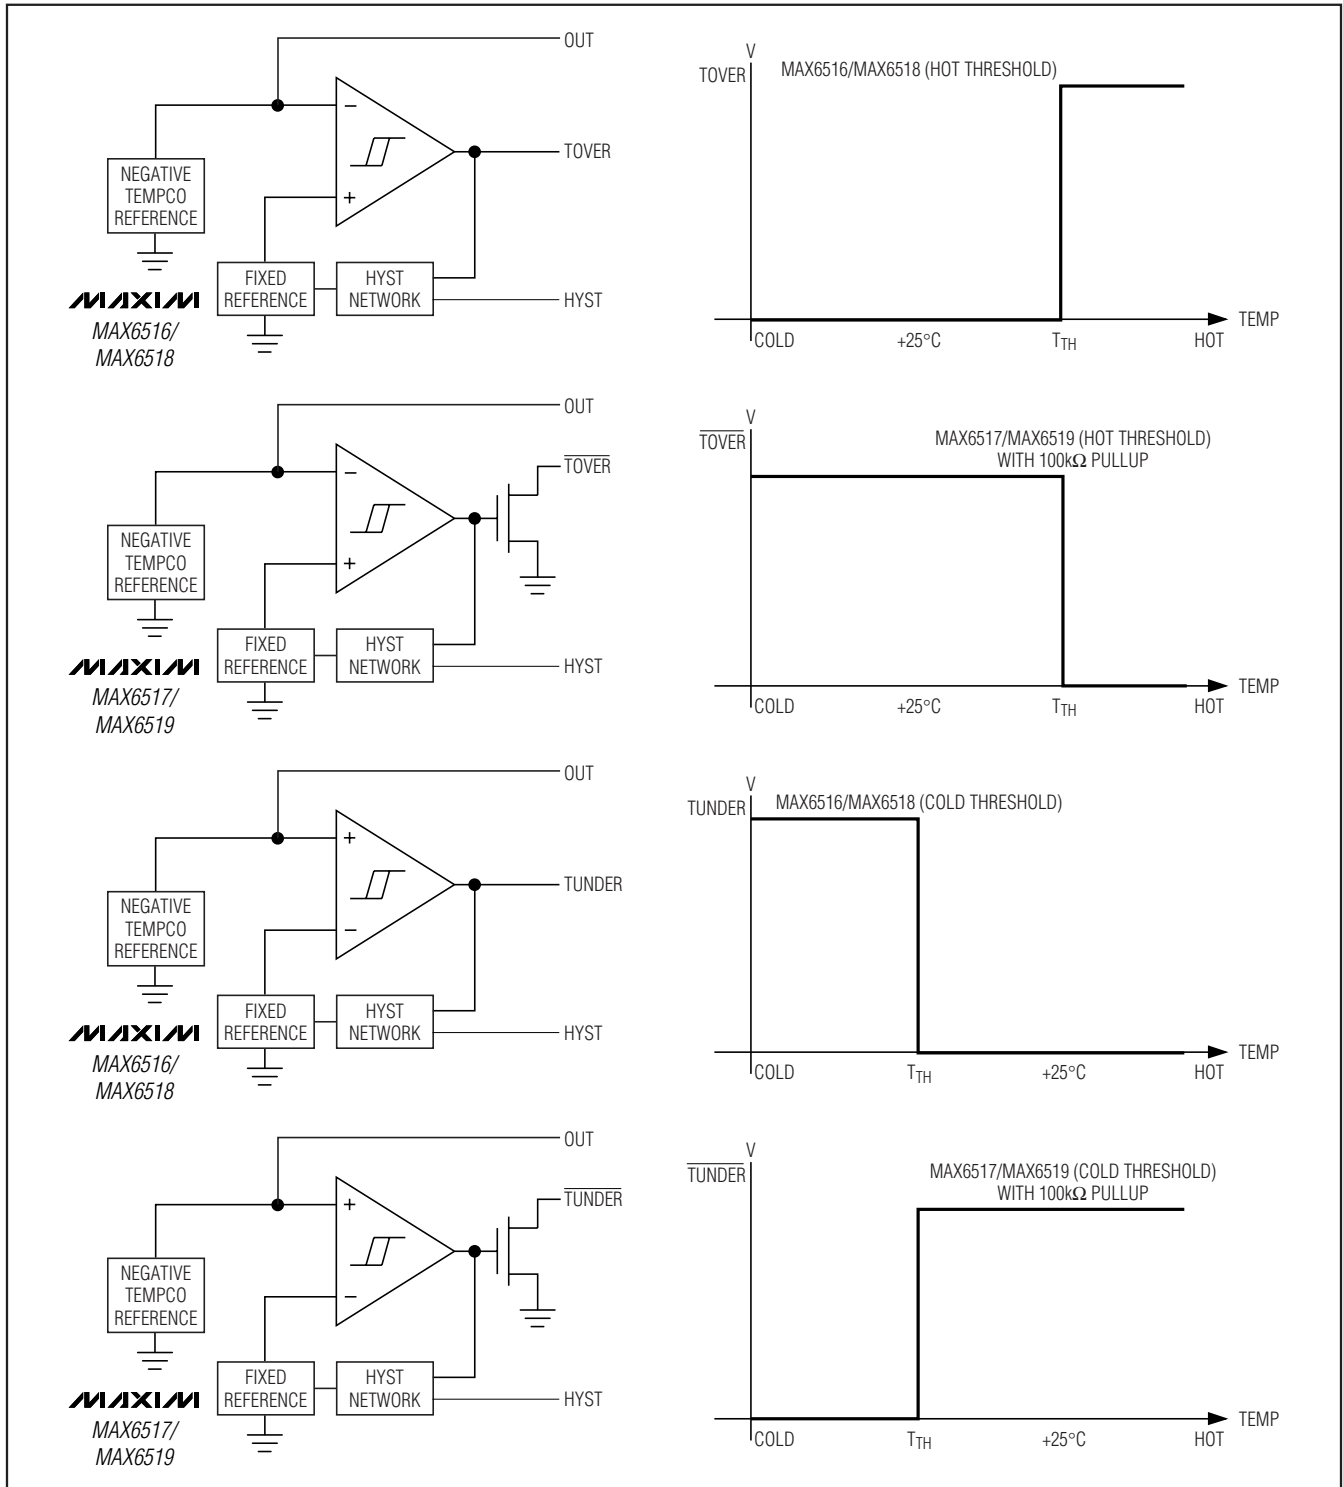 OUT
−
TOVER
+
NEGATIVE
TEMPCO
REFERENCE
FIXED
REFERENCE
HYST
NETWORK
HYST
MAXIM
MAX6516/
MAX6518
V
TOVER
MAX6516/MAX6518 (HOT THRESHOLD)
TEMP
COLD
+25°C
TTH
HOT
OUT
−
TOVER
+
NEGATIVE
TEMPCO
REFERENCE
FIXED
REFERENCE
HYST
NETWORK
HYST
MAXIM
MAX6517/
MAX6519
V
TOVER
MAX6517/MAX6519 (HOT THRESHOLD)
WITH 100kΩ PULLUP
TEMP
COLD
+25°C
TTH
HOT
OUT
+
TUNDER
−
NEGATIVE
TEMPCO
REFERENCE
FIXED
REFERENCE
HYST
NETWORK
HYST
MAXIM
MAX6516/
MAX6518
V
TUNDER
MAX6516/MAX6518 (COLD THRESHOLD)
TEMP
COLD
TTH
+25°C
HOT
OUT
+
TUNDER
−
NEGATIVE
TEMPCO
REFERENCE
FIXED
REFERENCE
HYST
NETWORK
HYST
MAXIM
MAX6517/
MAX6519
V
TUNDER
MAX6517/MAX6519 (COLD THRESHOLD)
WITH 100kΩ PULLUP
TEMP
COLD
TTH
+25°C
HOT